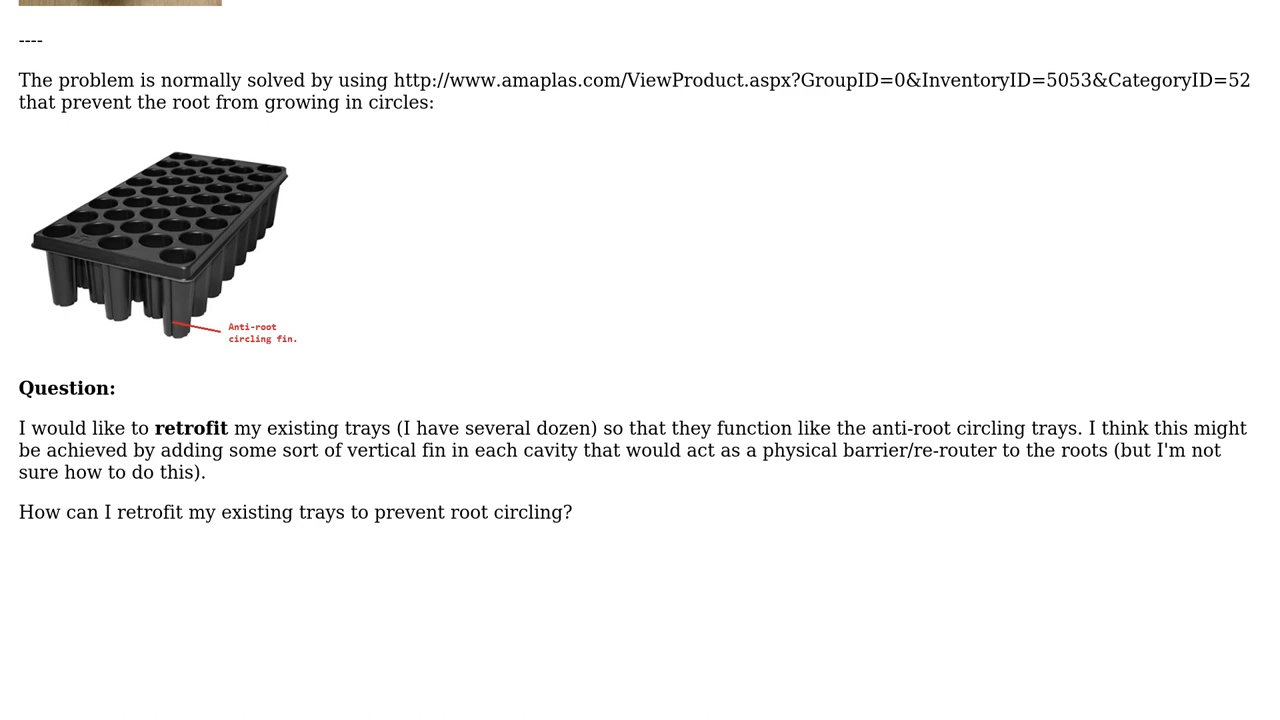 ----
The problem is normally solved by using http://www.amaplas.com/ViewProduct.aspx?GroupID=0&InventoryID=5053&CategoryID=52
that prevent the root from growing in circles:
Anti-root
circling fin.
Question:
I would like to retrofit my existing trays (I have several dozen) so that they function like the anti-root circling trays. I think this might
be achieved by adding some sort of vertical fin in each cavity that would act as a physical barrier/re-router to the roots (but I'm not
sure how to do this).
How can I retrofit my existing trays to prevent root circling?